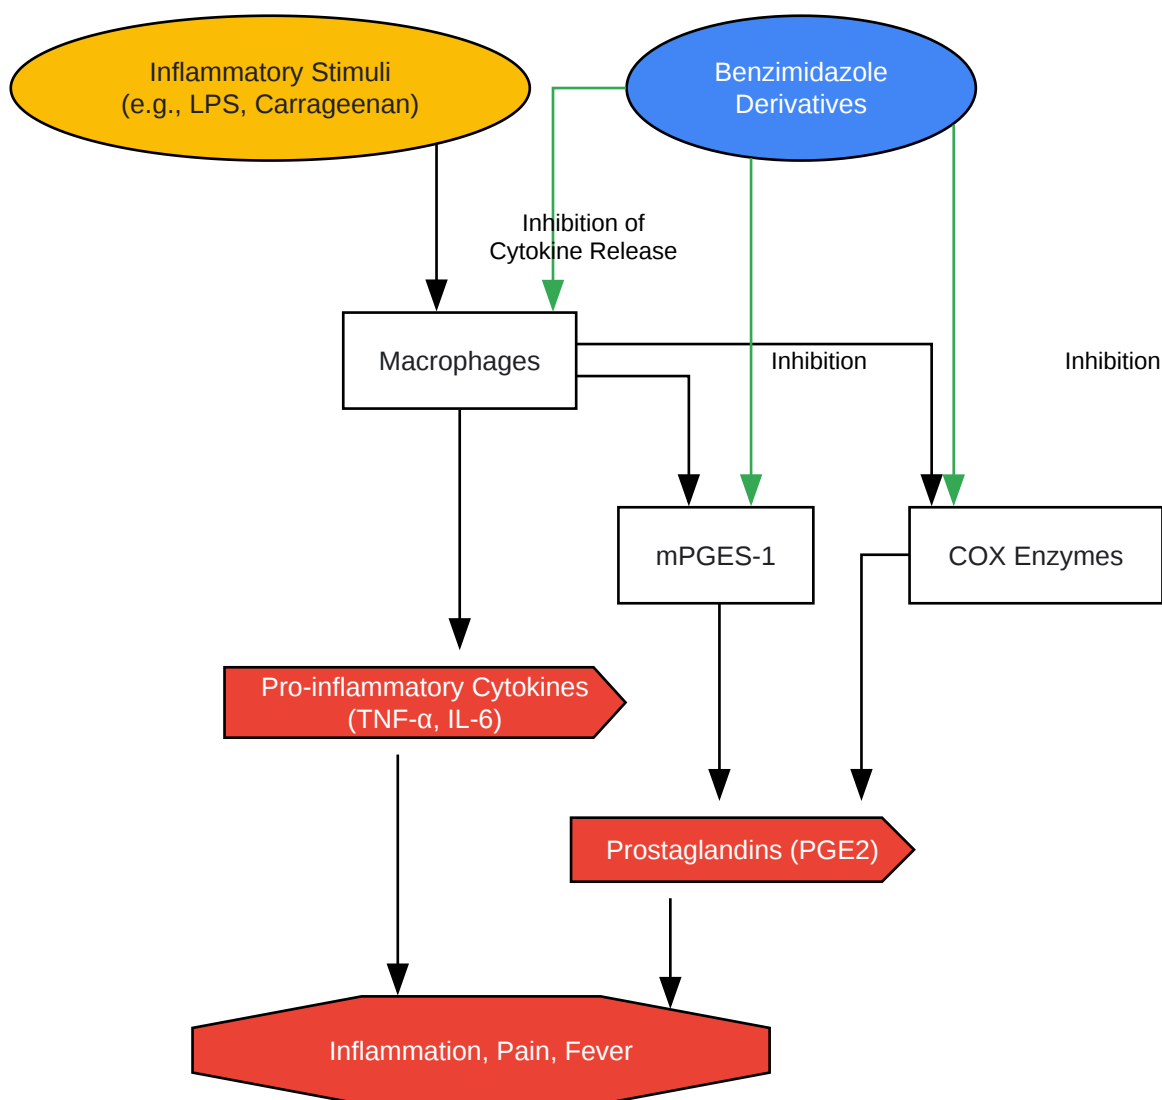 Inflammatory Stimuli
(e.g., LPS, Carrageenan)
Benzimidazole
Derivatives
Inhibition of
Cytokine Release
Macrophages
Inhibition
Inhibition
mPGES-1
COX Enzymes
Pro-inflammatory Cytokines
(TNF-α, IL-6)
Prostaglandins (PGE2)
Inflammation, Pain, Fever